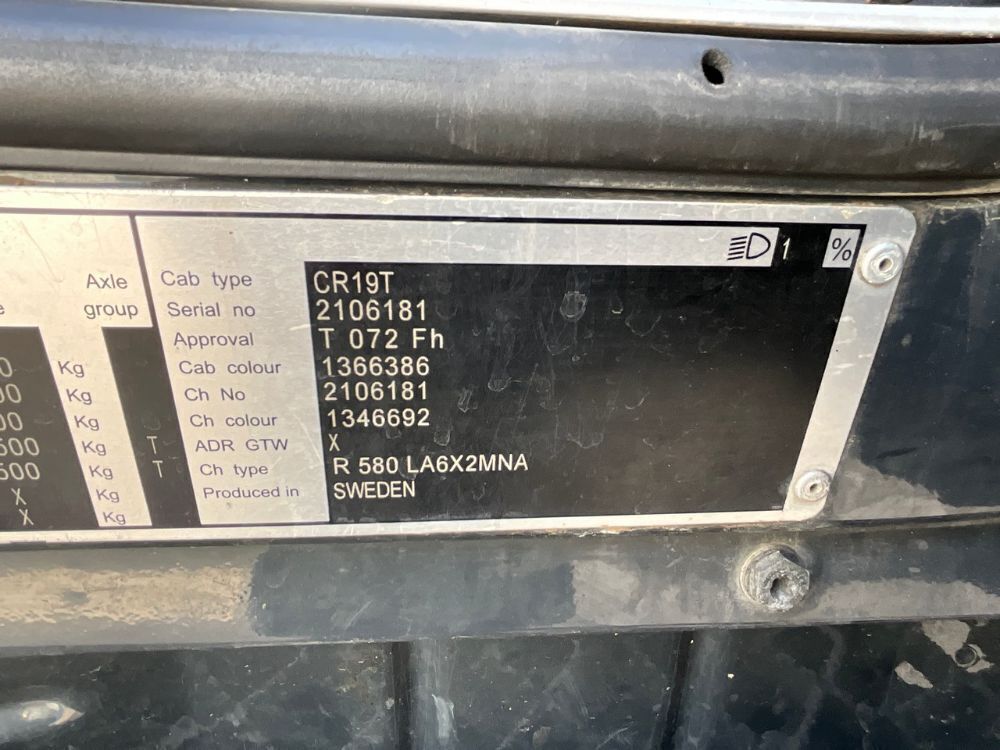 1 %
Axle
group
Cab type CR19T
Serial no 2106181
Approval T 072 Fh
Cab colour 1366386
Kg
Ch No 2106181
Kg
Ch colour 1346692
Kg
ADR GTW X
Kg T
Ch type R 580 LA6X2MNA
Kg T
Produced in SWEDEN
X Kg
X Kg